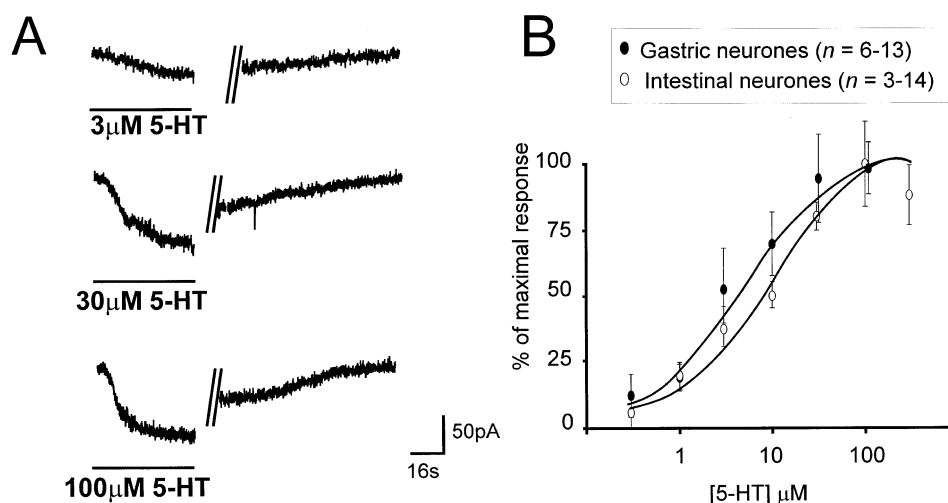 A
3µM 5-HT
30µM 5-HT
100µM 5-HT
50pA
16s
B
Gastric neurones (n = 6-13)
Intestinal neurones (n = 3-14)
% of maximal response
100
75
50
25
0
1
10
100
[5-HT] µM